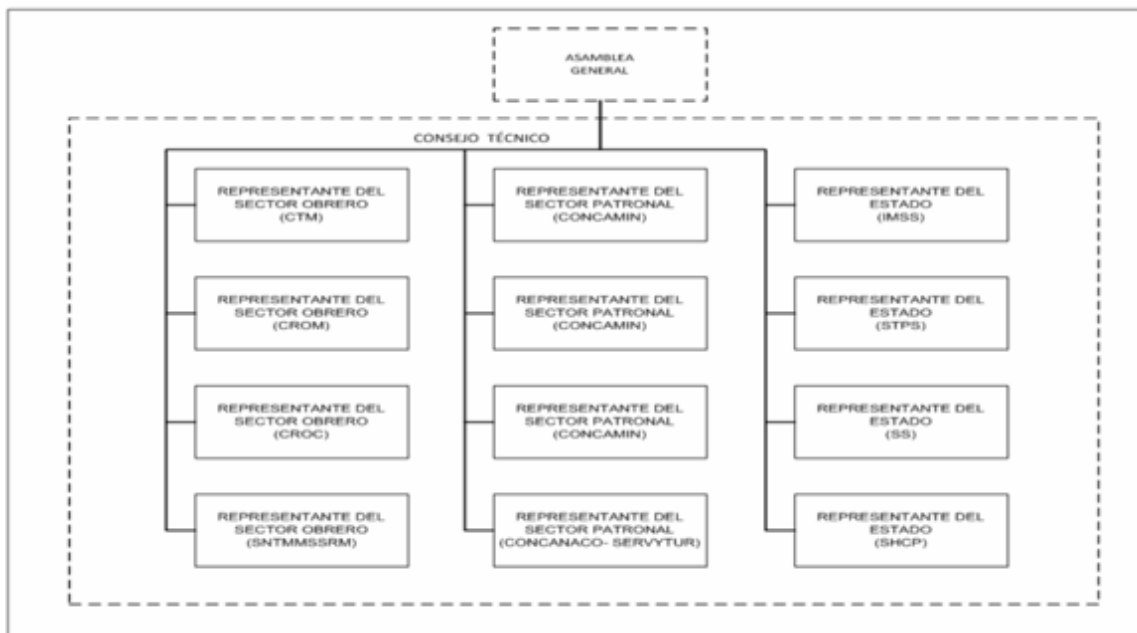 ASAMBLEA
GENERAL
CONSEJO TÉCNICO
REPRESENTANTE DEL
SECTOR OBRERO
(CTM)
REPRESENTANTE DEL
SECTOR PATRONAL
(CONCAMIN)
REPRESENTANTE DEL
ESTADO
(IMSS)
REPRESENTANTE DEL
SECTOR OBRERO
(CROM)
REPRESENTANTE DEL
SECTOR PATRONAL
(CONCAMIN)
REPRESENTANTE DEL
ESTADO
(STPS)
REPRESENTANTE DEL
SECTOR OBRERO
(CROC)
REPRESENTANTE DEL
SECTOR PATRONAL
(CONCAMIN)
REPRESENTANTE DEL
ESTADO
(SS)
REPRESENTANTE DEL
SECTOR OBRERO
(SNTMMSSRM)
REPRESENTANTE DEL
SECTOR PATRONAL
(CONCANACO- SERVYTUR)
REPRESENTANTE DEL
ESTADO
(SHCP)